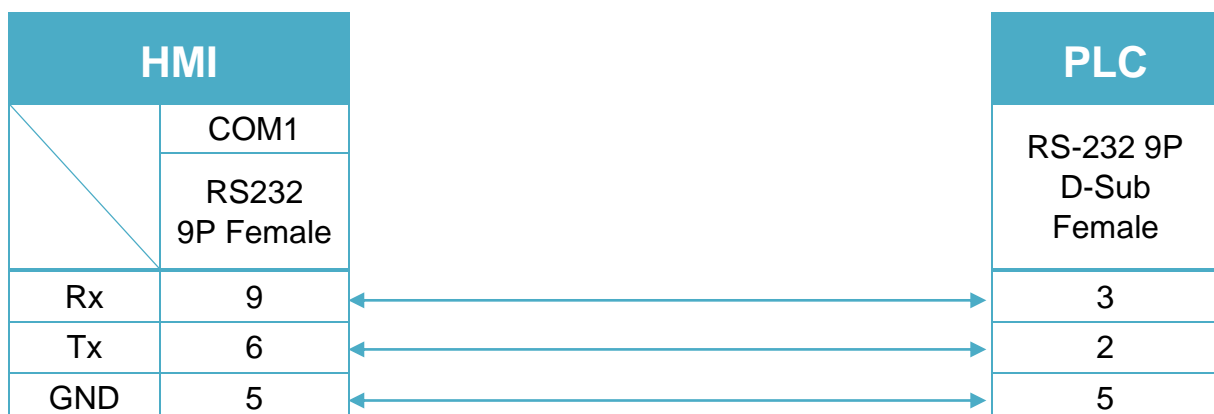 HMI
PLC
COM1
RS232
9P Female
RS-232 9P
D-Sub
Female
Rx 9 3
Tx 6 2
GND 5 5